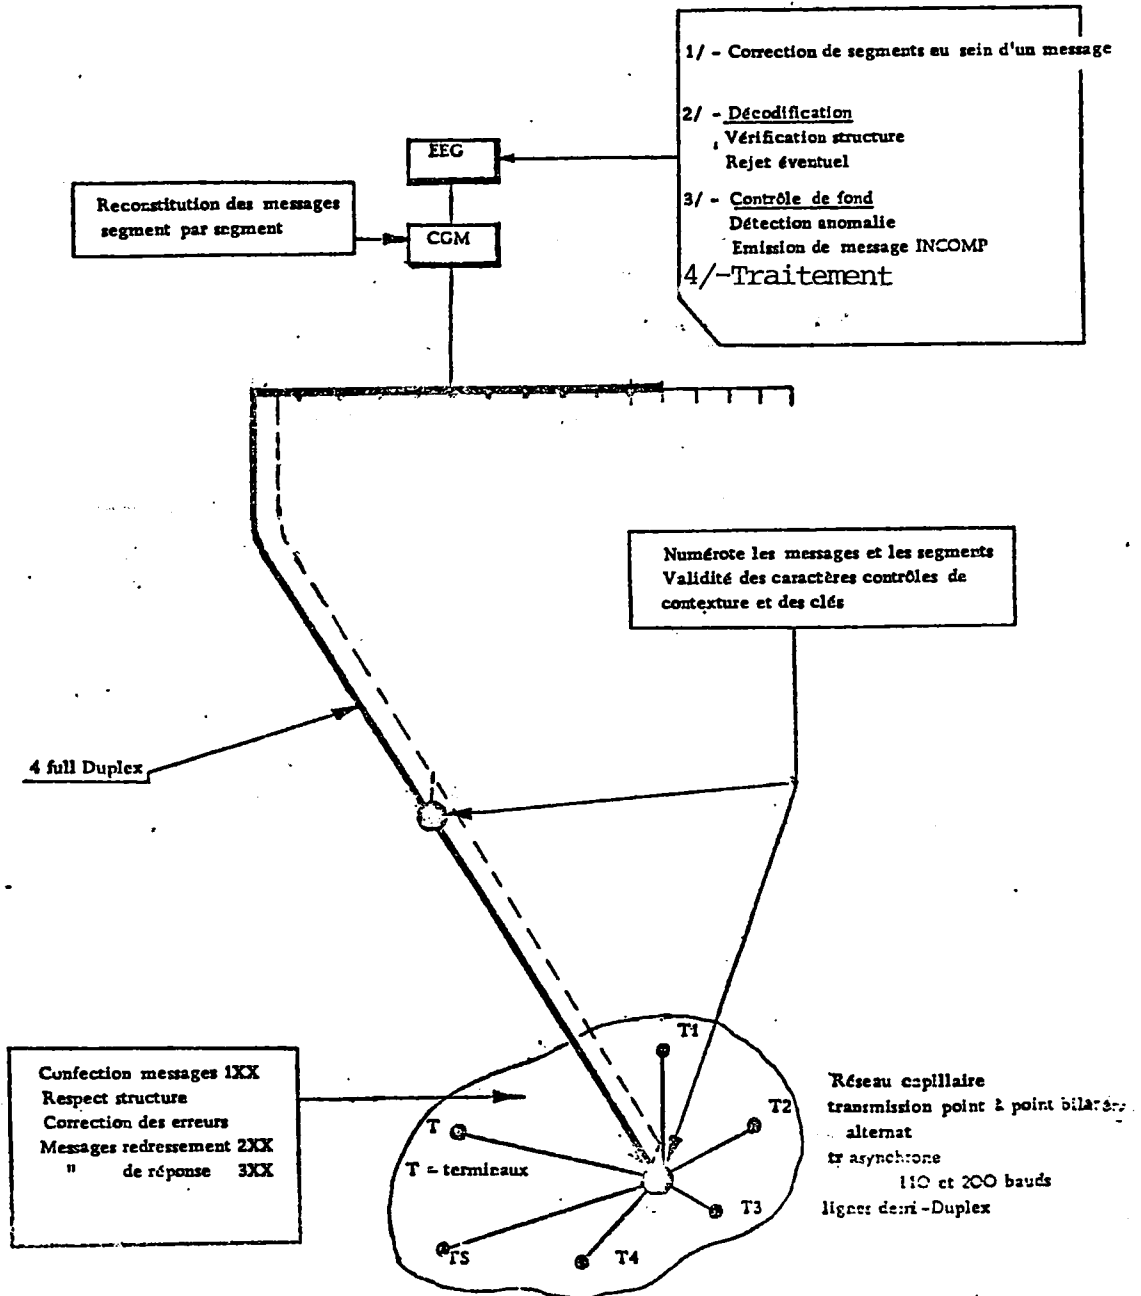 1/ - Correction de segments eu sein d'un message
2/ - Décodification
Vérification structure
Rejet éventuel
3/ - Contrôle de fond
Détection anomalie
Emission de message INCOMP
4/-Traitement
EEG
Reconstitution des messages
segment par segment
CGM
Numérote les messages et les segments
Validité des caractères contrôles de
contexture et des clés
4 full Duplex
Confection messages 1XX
Respect structure
Correction des erreurs
Messages redressement 2XX
" de réponse 3XX
T1
T2
T
T = terminaux
T3
T4
T5
Réseau capillaire
transmission point à point
alternat
tr asynchrone
110 et 200 bauds
lignes demi-Duplex